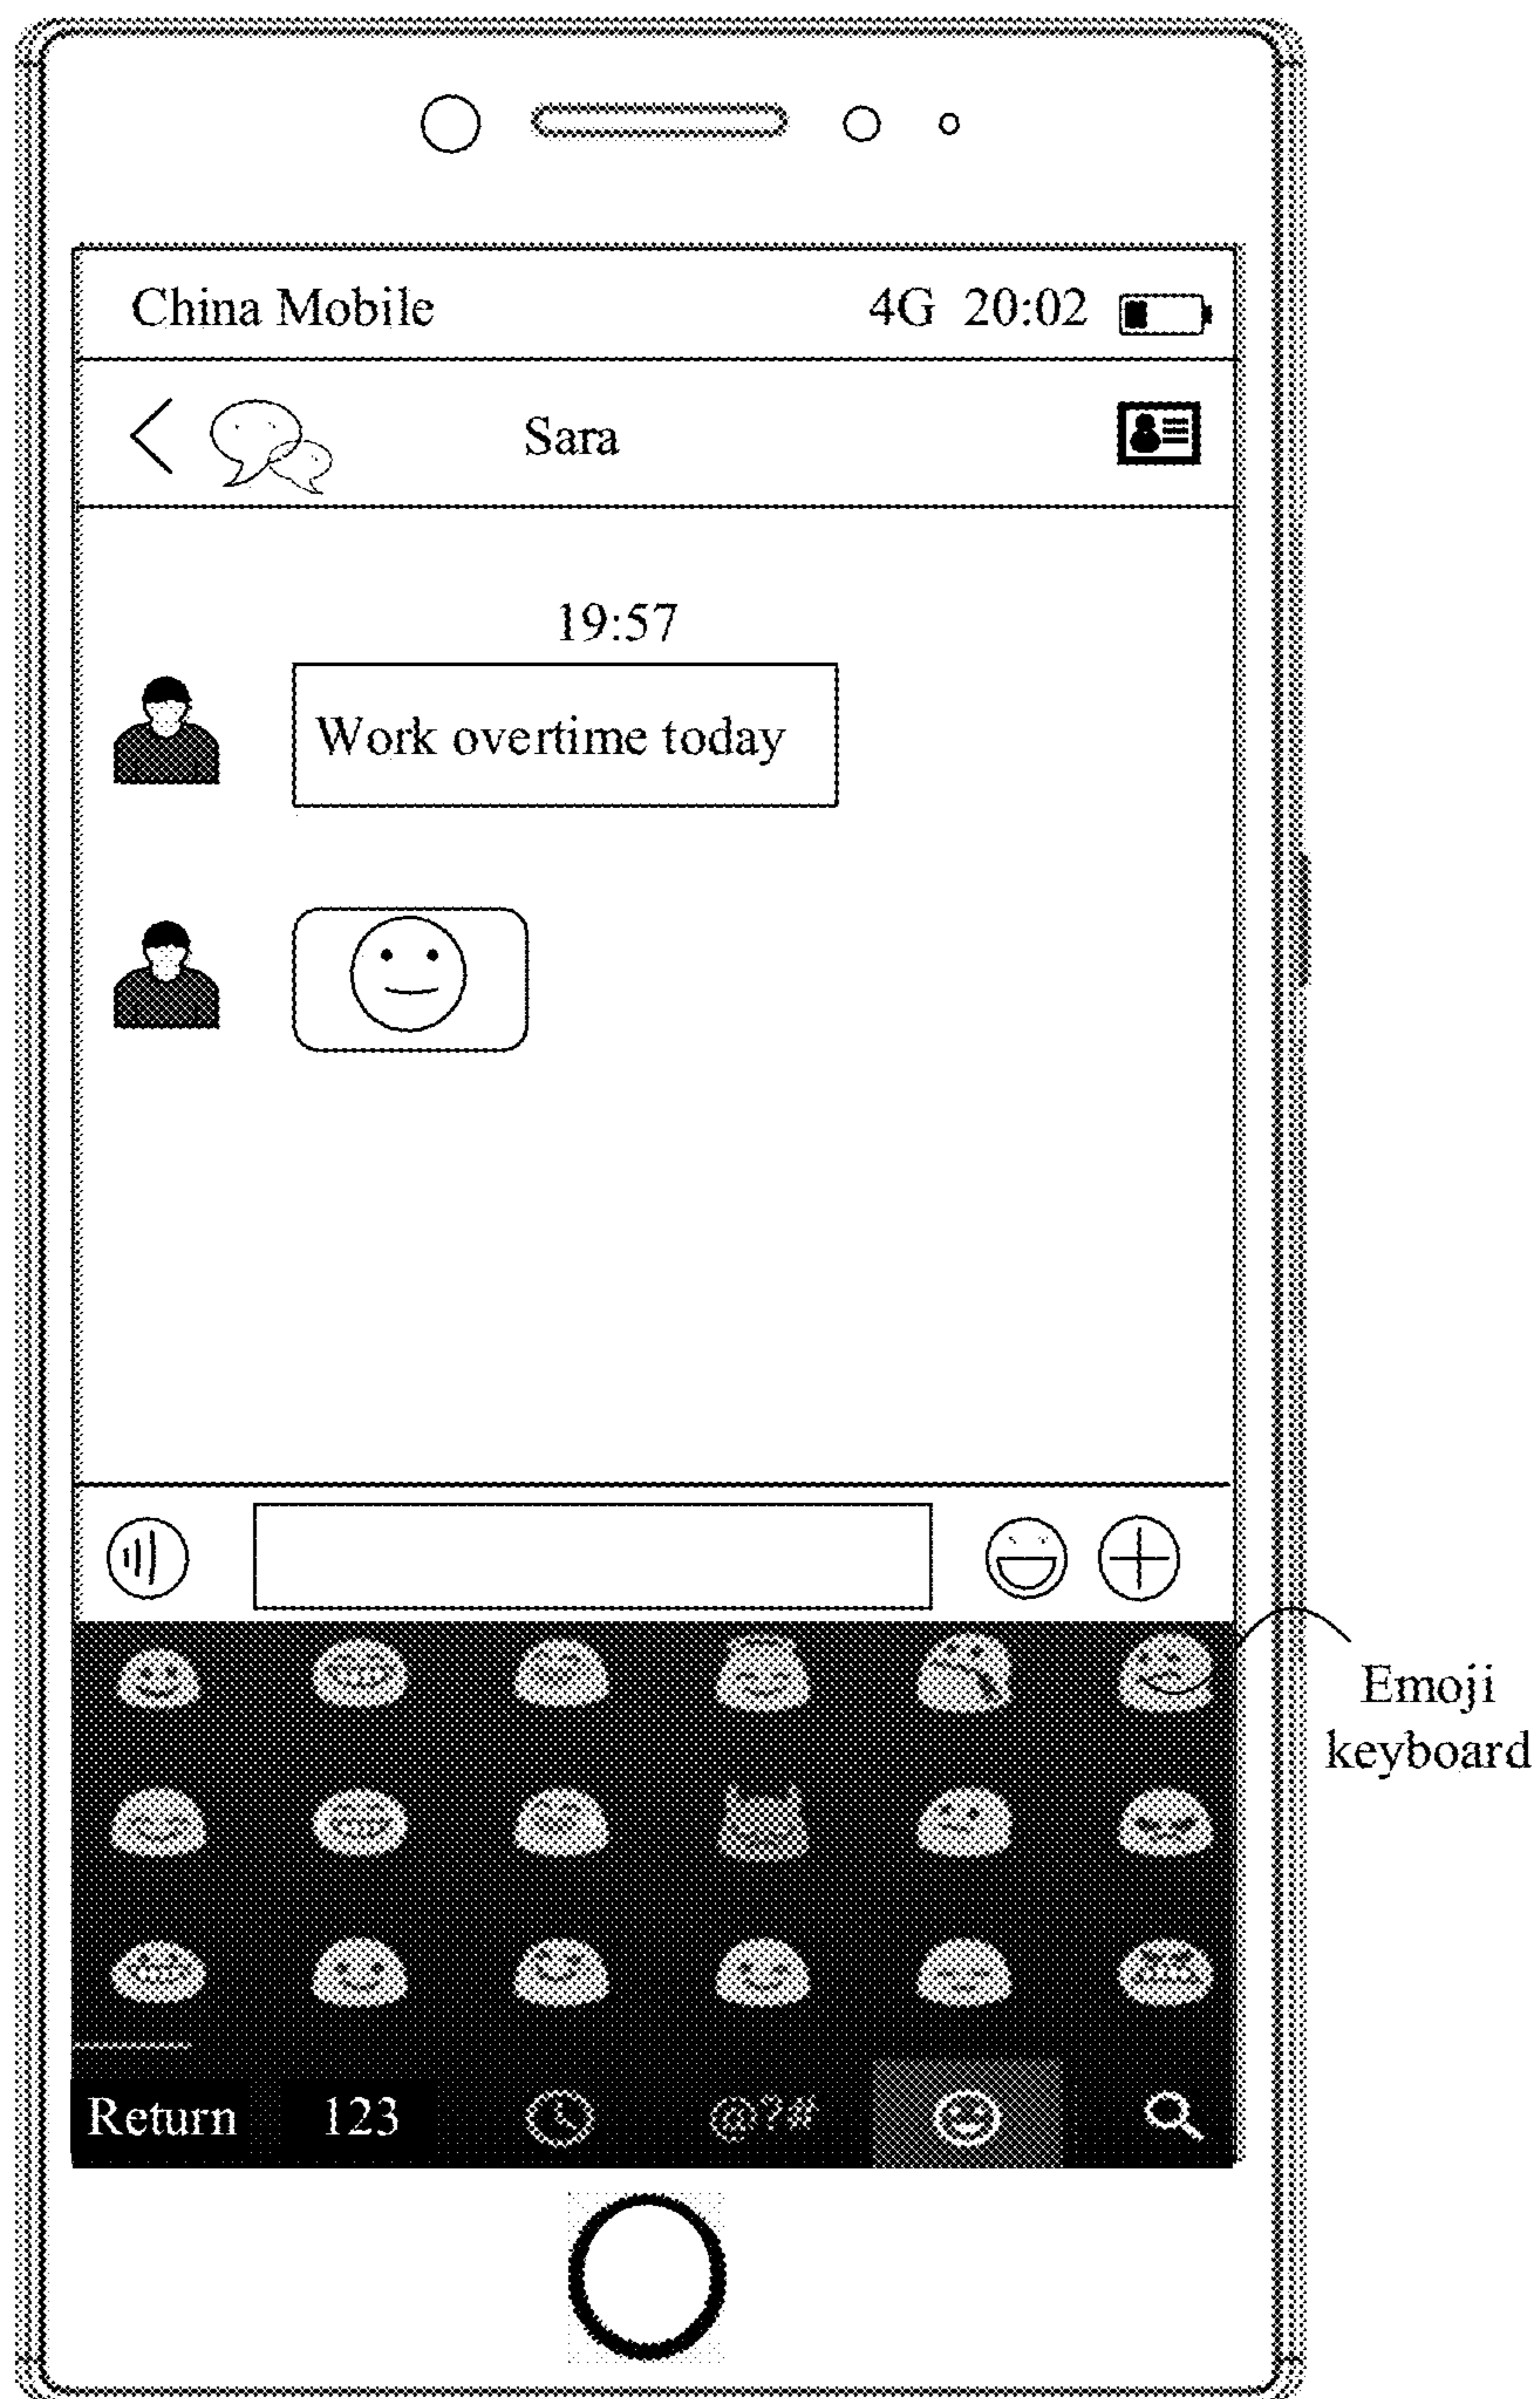 China Mobile 4G 20:02
Sara
19:57
Work overtime today
Emoji
keyboard
Return 123 @?#